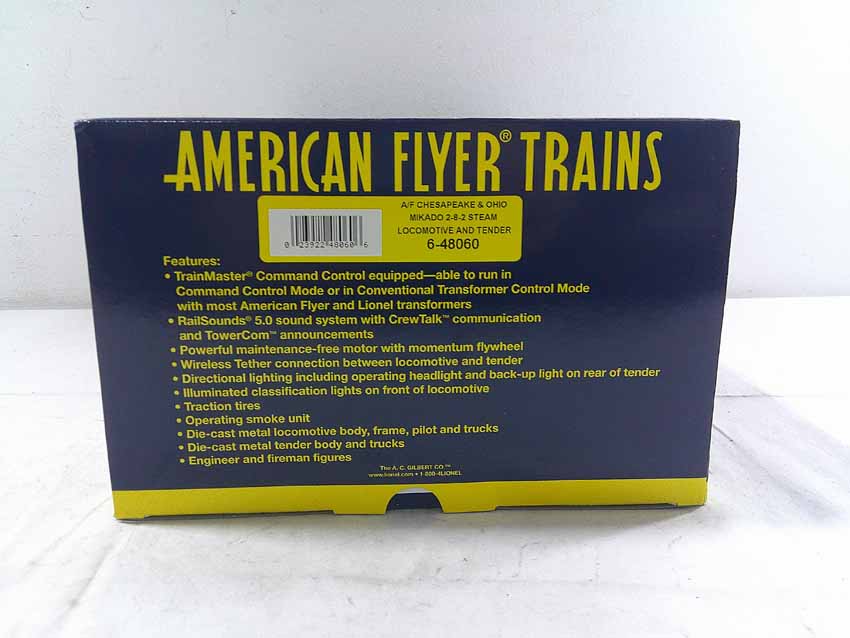 AMERICAN FLYER® TRAINS
A/F CHESAPEAKE & OHIO
MIKADO 2-8-2 STEAM
LOCOMOTIVE AND TENDER
6-48060
0 23922 48060 6
Features:
• TrainMaster® Command Control equipped—able to run in
Command Control Mode or in Conventional Transformer Control Mode
with most American Flyer and Lionel transformers
• RailSounds® 5.0 sound system with CrewTalk™ communication
and TowerCom™ announcements
• Powerful maintenance-free motor with momentum flywheel
• Wireless Tether connection between locomotive and tender
• Directional lighting including operating headlight and back-up light on rear of tender
• Illuminated classification lights on front of locomotive
• Traction tires
• Operating smoke unit
• Die-cast metal locomotive body, frame, pilot and trucks
• Die-cast metal tender body and trucks
• Engineer and fireman figures
The A. C. GILBERT CO.™
www.lionel.com • 1-800-4LIONEL